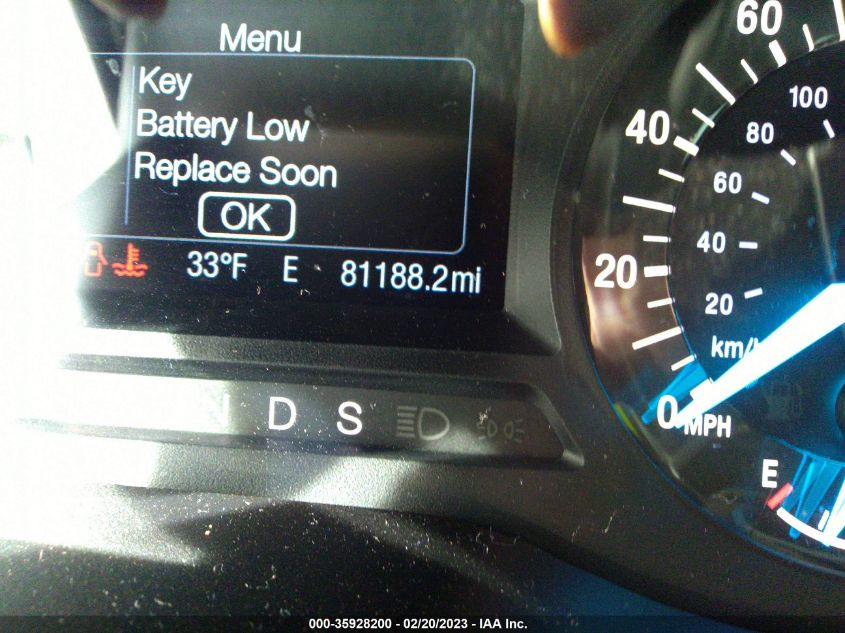 Menu
Key
Battery Low
Replace Soon
OK
33°F E 81188.2mi
D S
60
40
20
0 MPH
100
80
60
40
20
E
000-35928200 - 02/20/2023 - IAA Inc.